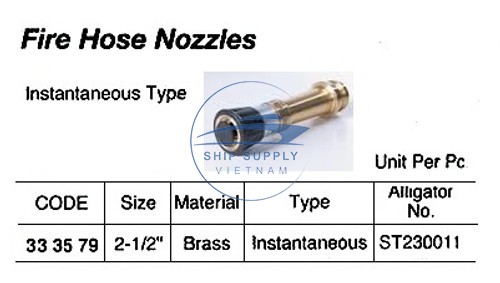 Fire Hose Nozzles
Instantaneous Type
SHIP SUPPLY
VIETNAM
Unit Per Pc.
CODE Size Material Type Alligator No.
33 35 79 2-1/2" Brass Instantaneous ST230011